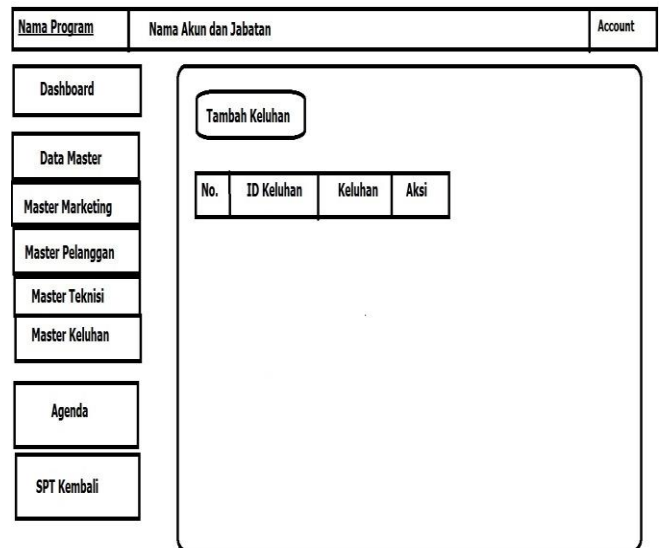 Nama Program
Nama Akun dan Jabatan
Account
Dashboard
Data Master
Master Marketing
Master Pelanggan
Master Teknisi
Master Keluhan
Agenda
SPT Kembali
Tambah Keluhan
No. ID Keluhan Keluhan Aksi